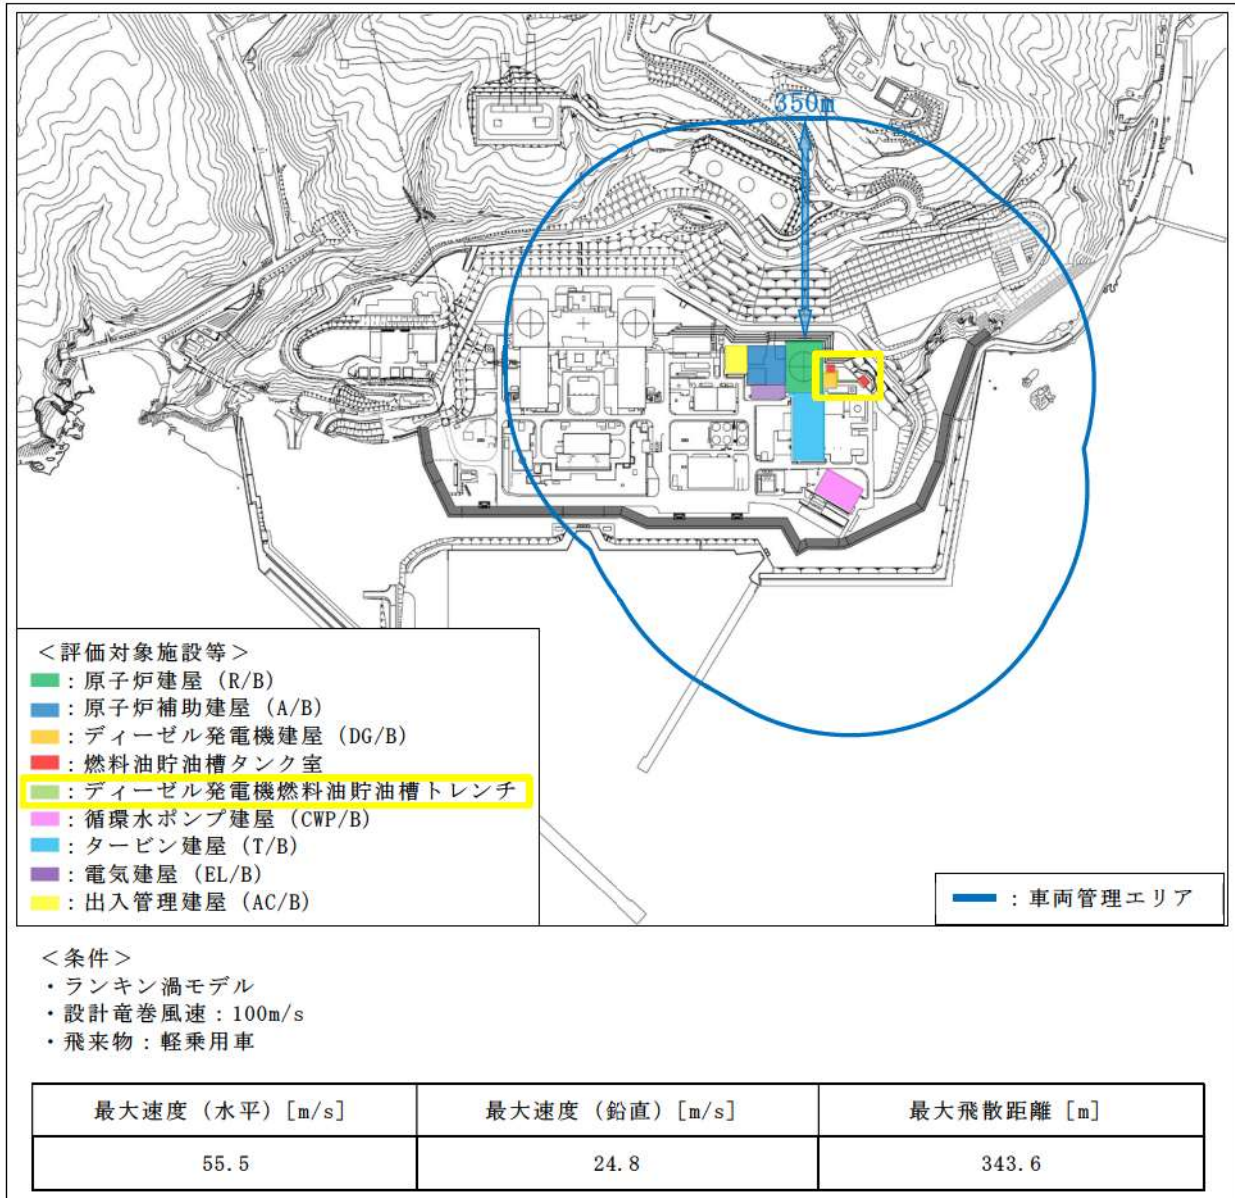 350m
＜評価対象施設等＞
：原子炉建屋（R/B）
：原子炉補助建屋（A/B）
：ディーゼル発電機建屋（DG/B）
：燃料油貯油槽タンク室
：ディーゼル発電機燃料油貯油槽トレンチ
：循環水ポンプ建屋（CWP/B）
：タービン建屋（T/B）
：電気建屋（EL/B）
：出入管理建屋（AC/B）
：車両管理エリア
＜条件＞
・ランキン渦モデル
・設計竜巻風速：100m/s
・飛来物：軽乗用車
最大速度（水平）[m/s] 最大速度（鉛直）[m/s] 最大飛散距離［m］
55.5 24.8 343.6